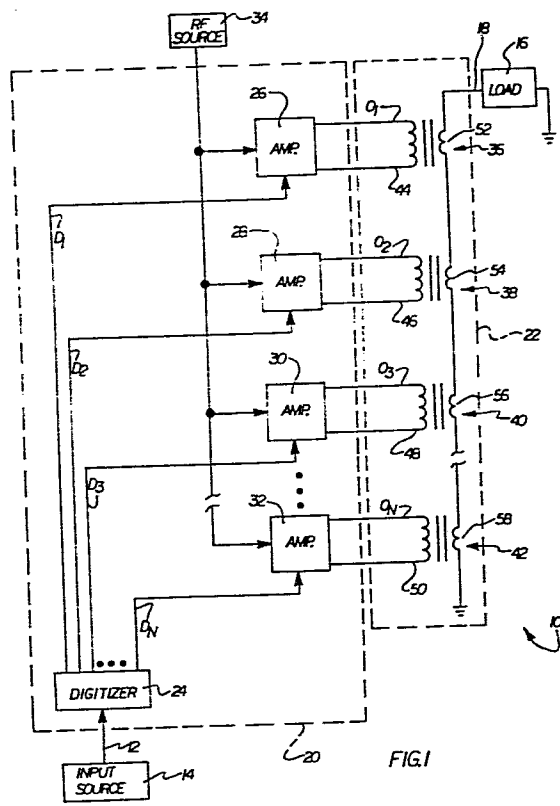 RF
SOURCE
34
18
16
LOAD
26
AMP.
O1
52
36
44
D1
28
AMP.
O2
54
38
46
22
D2
30
AMP.
O3
56
40
48
D3
32
AMP.
ON
58
42
50
DN
10
DIGITIZER
24
12
20
INPUT
SOURCE
14
FIG.1